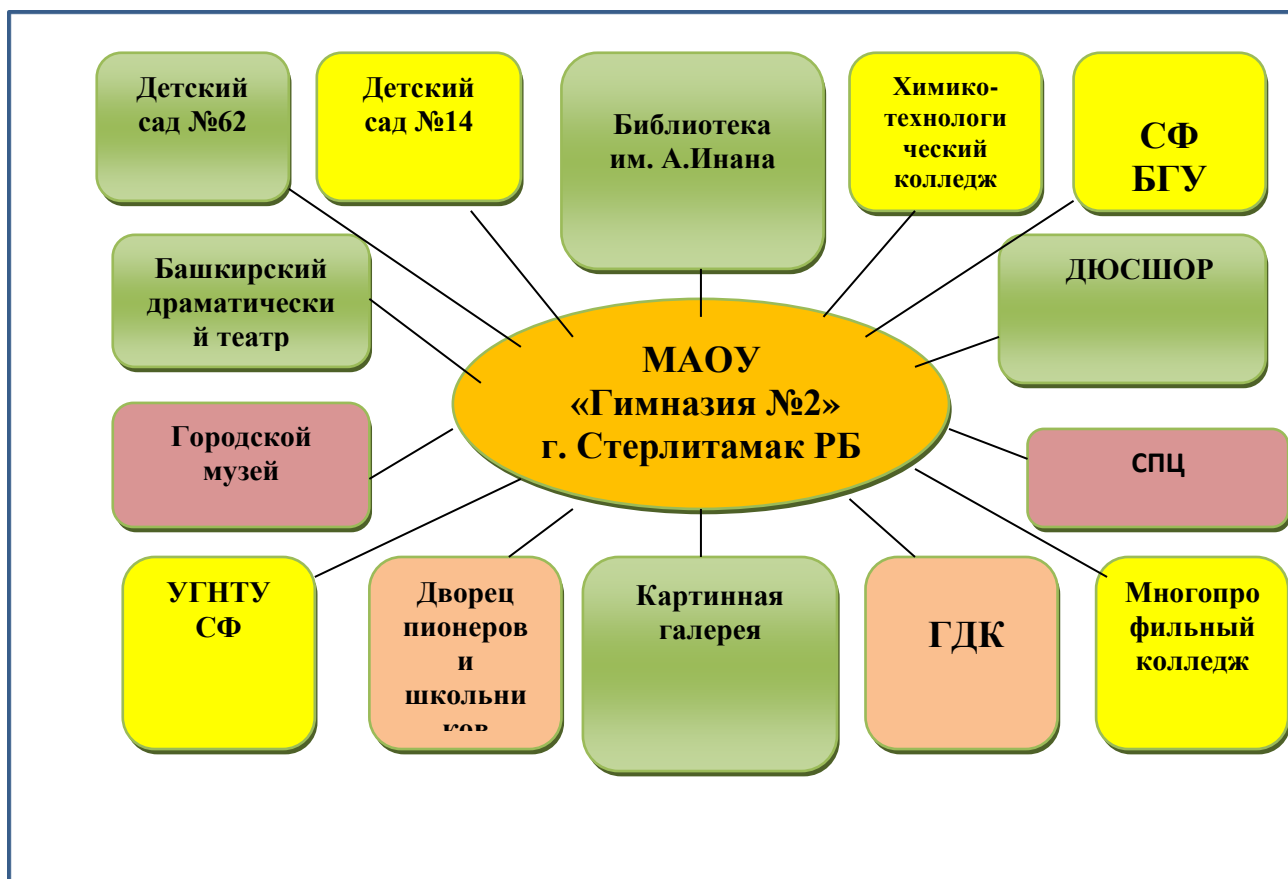 Детский
сад №62
Детский
сад №14
Библиотека
им. А.Инана
Химико-
технологи
ческий
колледж
СФ
БГУ
Башкирский
драматически
й театр
ДЮСШОР
МАОУ
«Гимназия №2»
г. Стерлитамак РБ
Городской
музей
СПЦ
УГНТУ
СФ
Дворец
пионеров
и
школьни
ков
Картинная
галерея
ГДК
Многопро
фильный
колледж